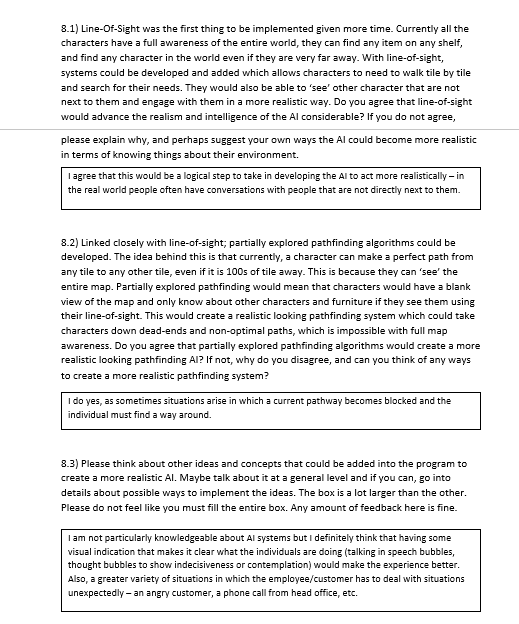 8.1) Line-Of-Sight was the first thing to be implemented given more time. Currently all the
characters have a full awareness of the entire world, they can find any item on any shelf,
and find any character in the world even if they are very far away. With line-of-sight,
systems could be developed and added which allows characters to need to walk tile by tile
and search for their needs. They would also be able to 'see' other character that are not
next to them and engage with them in a more realistic way. Do you agree that line-of-sight
would advance the realism and intelligence of the AI considerable? If you do not agree,
please explain why, and perhaps suggest your own ways the AI could become more realistic
in terms of knowing things about their environment.
I agree that this would be a logical step to take in developing the AI to act more realistically – in
the real world people often have conversations with people that are not directly next to them.
8.2) Linked closely with line-of-sight; partially explored pathfinding algorithms could be
developed. The idea behind this is that currently, a character can make a perfect path from
any tile to any other tile, even if it is 100s of tile away. This is because they can 'see' the
entire map. Partially explored pathfinding would mean that characters would have a blank
view of the map and only know about other characters and furniture if they see them using
their line-of-sight. This would create a realistic looking pathfinding system which could take
characters down dead-ends and non-optimal paths, which is impossible with full map
awareness. Do you agree that partially explored pathfinding algorithms would create a more
realistic looking pathfinding AI? If not, why do you disagree, and can you think of any ways
to create a more realistic pathfinding system?
I do yes, as sometimes situations arise in which a current pathway becomes blocked and the
individual must find a way around.
8.3) Please think about other ideas and concepts that could be added into the program to
create a more realistic AI. Maybe talk about it at a general level and if you can, go into
details about possible ways to implement the ideas. The box is a lot larger than the other.
Please do not feel like you must fill the entire box. Any amount of feedback here is fine.
I am not particularly knowledgeable about AI systems but I definitely think that having some
visual indication that makes it clear what the individuals are doing (talking in speech bubbles,
thought bubbles to show indecisiveness or contemplation) would make the experience better.
Also, a greater variety of situations in which the employee/customer has to deal with situations
unexpectedly – an angry customer, a phone call from head office, etc.